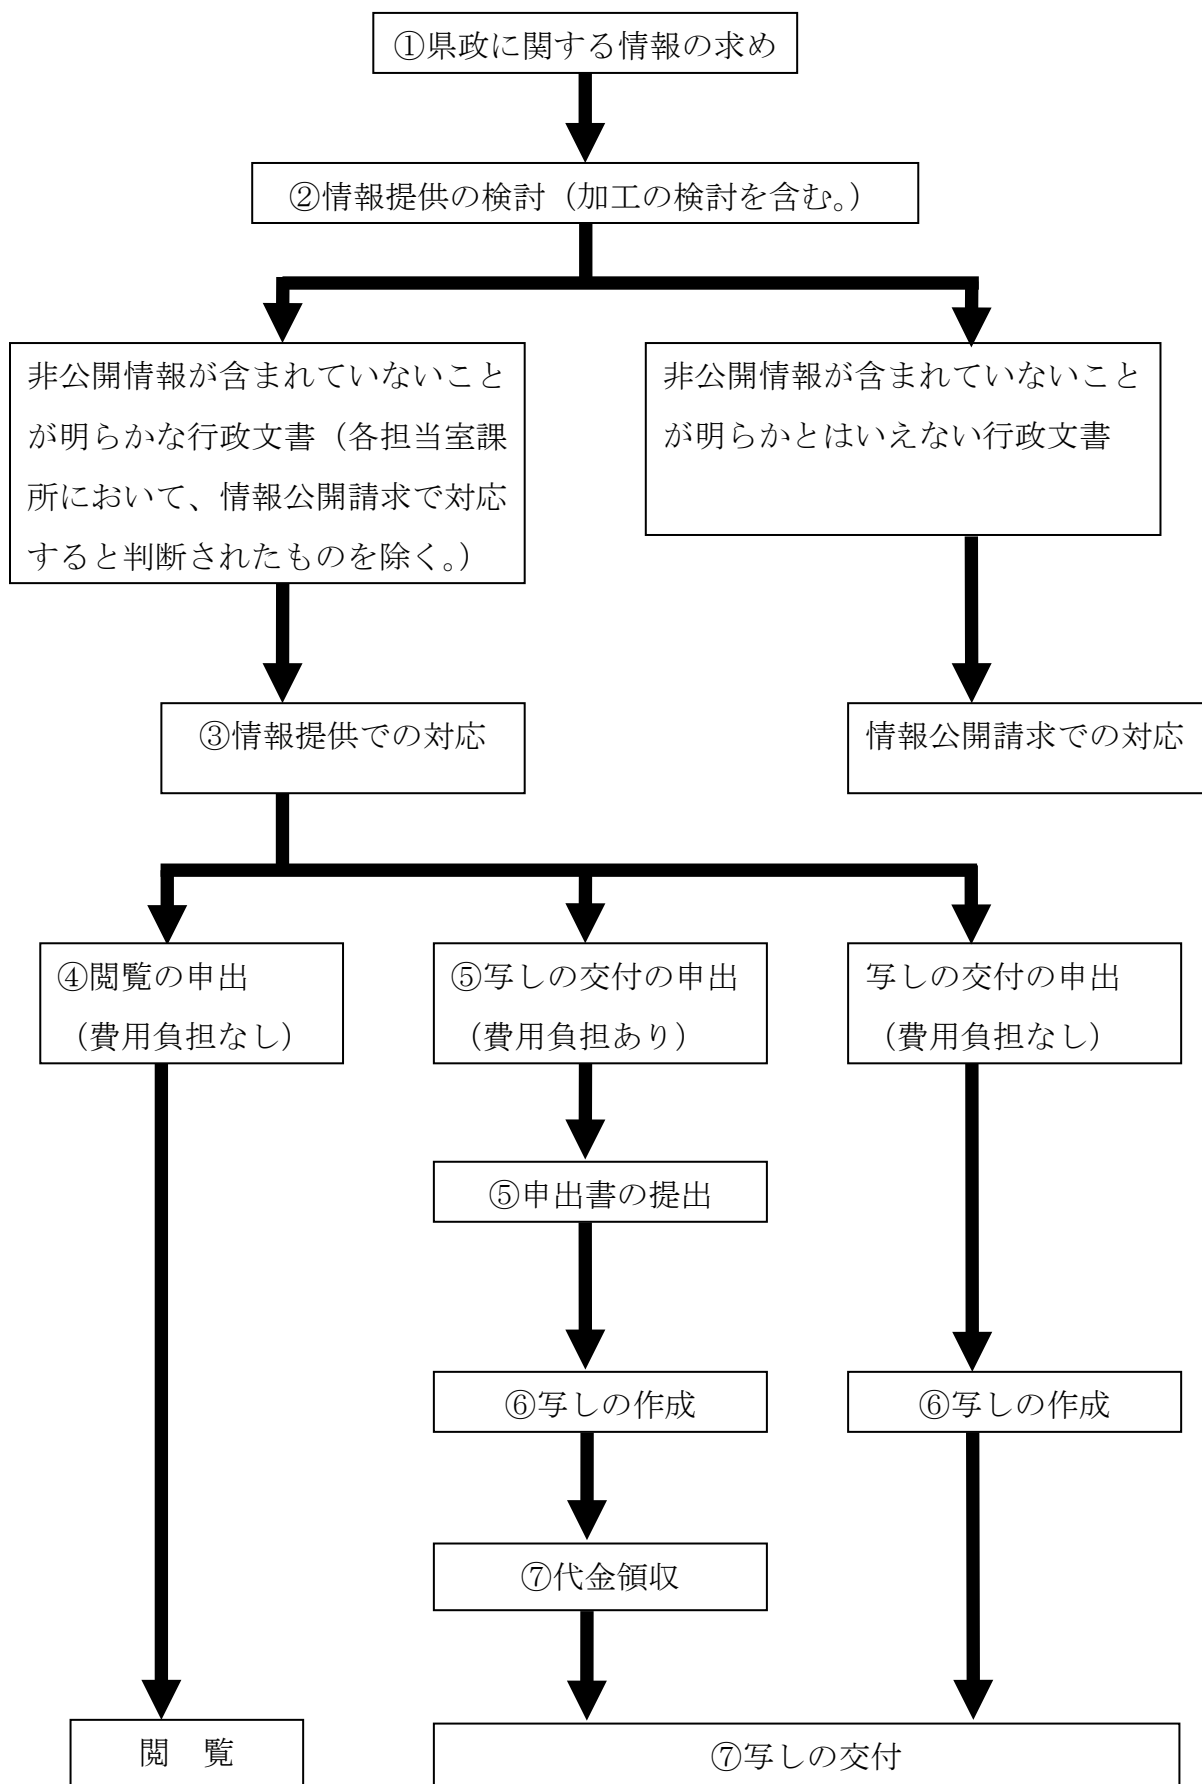 ①県政に関する情報の求め
②情報提供の検討（加工の検討を含む。）
非公開情報が含まれていないこと
が明らかな行政文書（各担当室課
所において、情報公開請求で対応
すると判断されたものを除く。）
非公開情報が含まれていないこと
が明らかとはいえない行政文書
③情報提供での対応
情報公開請求での対応
④閲覧の申出
（費用負担なし）
⑤写しの交付の申出
（費用負担あり）
写しの交付の申出
（費用負担なし）
⑤申出書の提出
⑥写しの作成
⑥写しの作成
⑦代金領収
閲　覧
⑦写しの交付